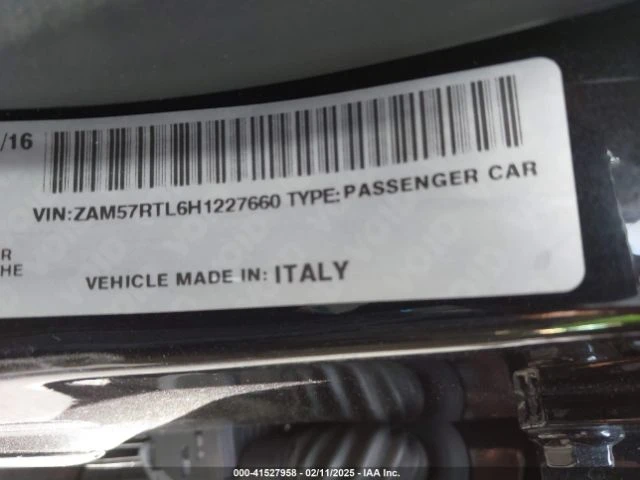 /16
VIN:ZAM57RTL6H1227660 TYPE:PASSENGER CAR
R
HE
VEHICLE MADE IN: ITALY
000-41527958 - 02/11/2025 - IAA Inc.